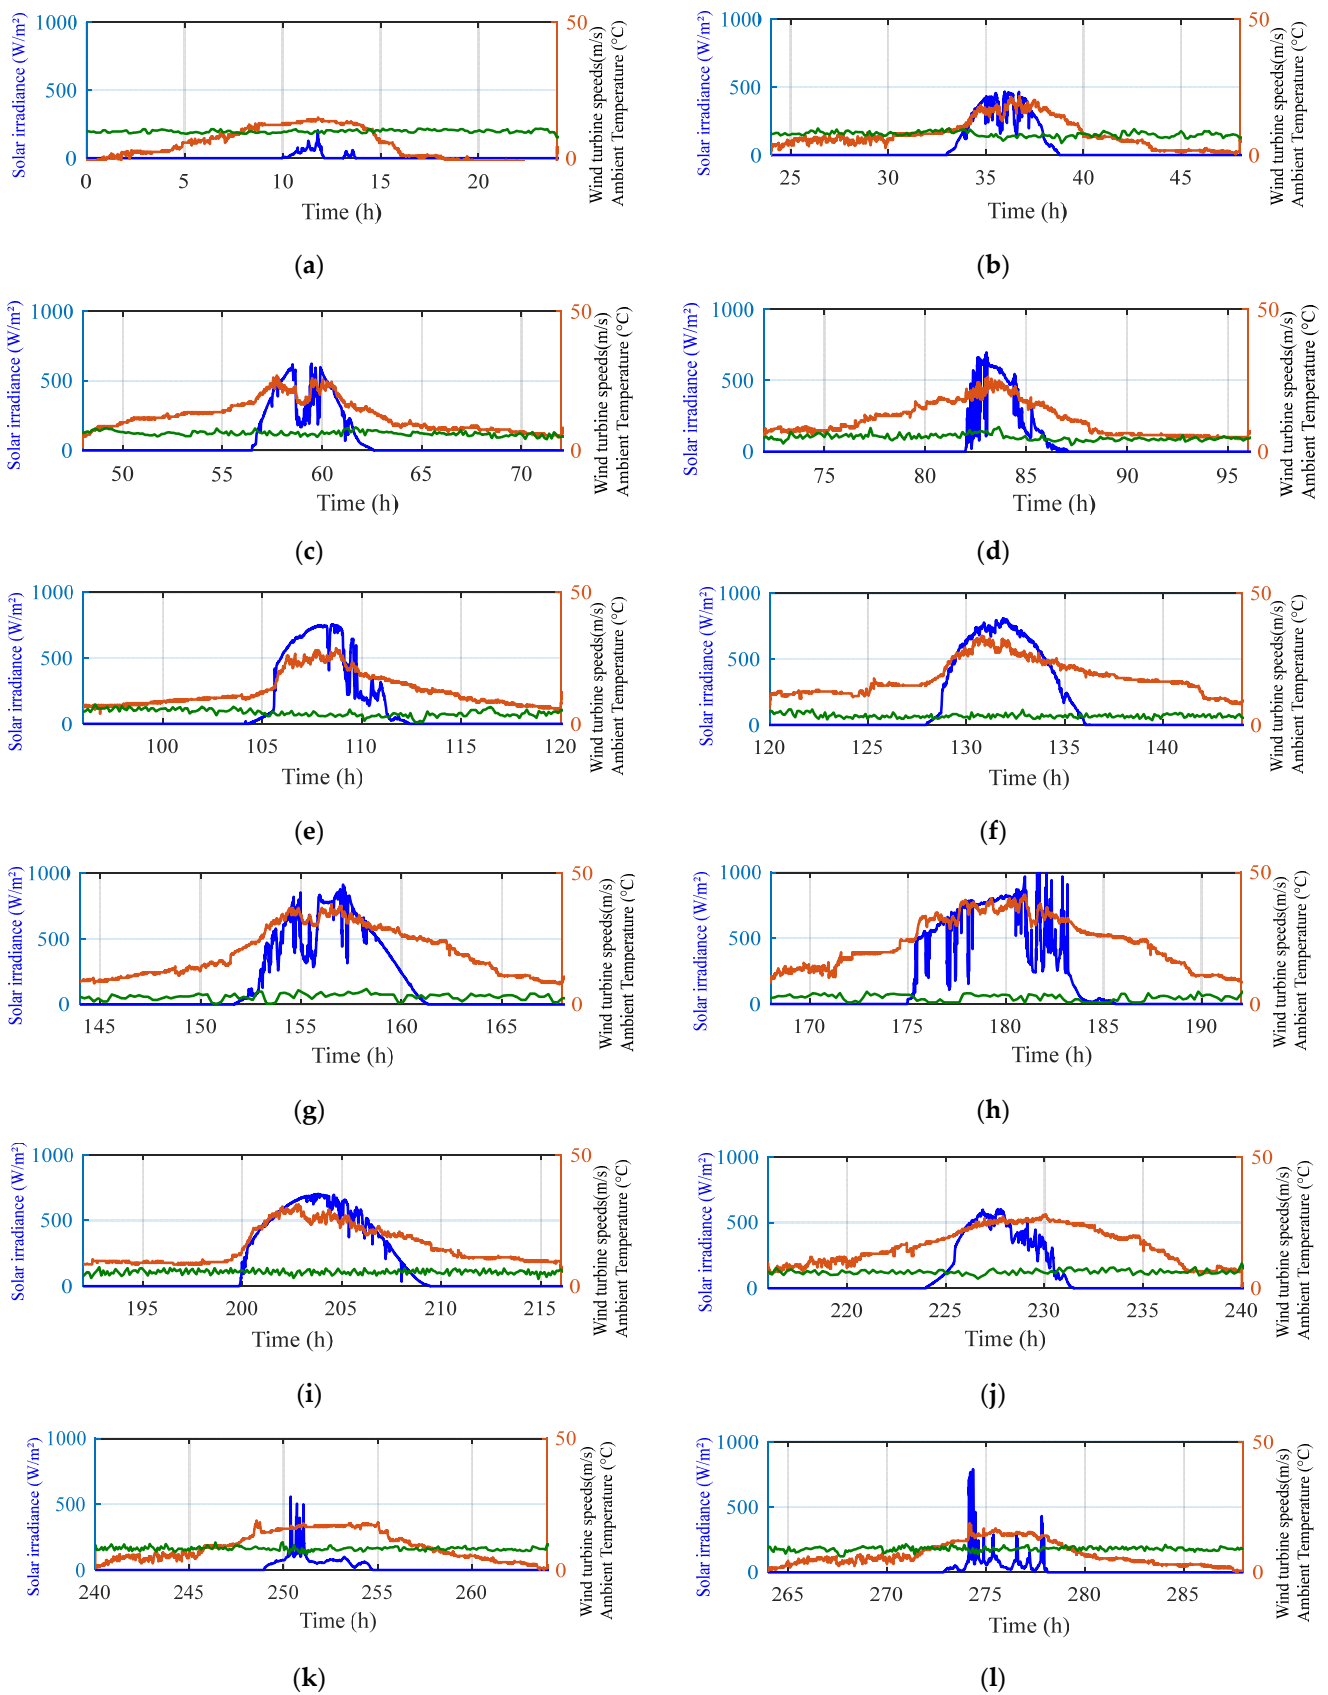 Solar irradiance (W/m²)
1000
500
0
50
0
Wind turbine speeds(m/s)
Ambient Temperature (°C)
0 5 10 15 20
Time (h)
(a)
Solar irradiance (W/m²)
1000
500
0
50
0
Wind turbine speeds(m/s)
Ambient Temperature (°C)
25 30 35 40 45
Time (h)
(b)
Solar irradiance (W/m²)
1000
500
0
50
0
Wind turbine speeds(m/s)
Ambient Temperature (°C)
50 55 60 65 70
Time (h)
(c)
Solar irradiance (W/m²)
1000
500
0
50
0
Wind turbine speeds(m/s)
Ambient Temperature (°C)
75 80 85 90 95
Time (h)
(d)
Solar irradiance (W/m²)
1000
500
0
50
0
Wind turbine speeds(m/s)
Ambient Temperature (°C)
100 105 110 115 120
Time (h)
(e)
Solar irradiance (W/m²)
1000
500
0
50
0
Wind turbine speeds(m/s)
Ambient Temperature (°C)
120 125 130 135 140
Time (h)
(f)
Solar irradiance (W/m²)
1000
500
0
50
0
Wind turbine speeds(m/s)
Ambient Temperature (°C)
145 150 155 160 165
Time (h)
(g)
Solar irradiance (W/m²)
1000
500
0
50
0
Wind turbine speeds(m/s)
Ambient Temperature (°C)
170 175 180 185 190
Time (h)
(h)
Solar irradiance (W/m²)
1000
500
0
50
0
Wind turbine speeds(m/s)
Ambient Temperature (°C)
195 200 205 210 215
Time (h)
(i)
Solar irradiance (W/m²)
1000
500
0
50
0
Wind turbine speeds(m/s)
Ambient Temperature (°C)
220 225 230 235 240
Time (h)
(j)
Solar irradiance (W/m²)
1000
500
0
50
0
Wind turbine speeds(m/s)
Ambient Temperature (°C)
240 245 250 255 260
Time (h)
(k)
Solar irradiance (W/m²)
1000
500
0
50
0
Wind turbine speeds(m/s)
Ambient Temperature (°C)
265 270 275 280 285
Time (h)
(l)